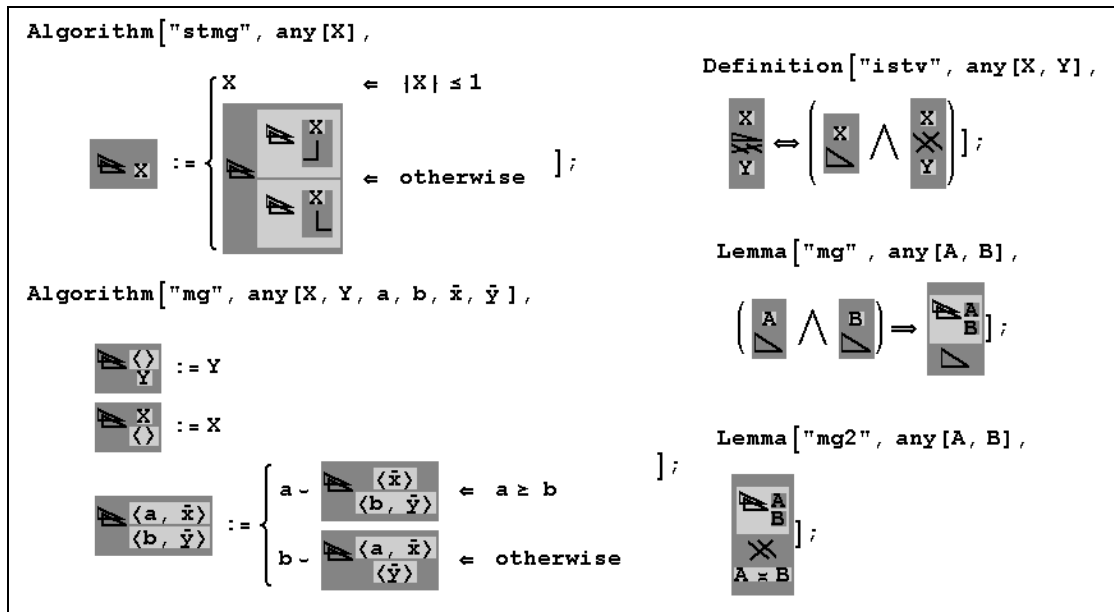 Algorithm["stmg", any[X],
X ⇐ |X| ≤ 1
X
X := ⇐ otherwise ];
X
Algorithm["mg", any[X, Y, a, b, x̄, ȳ],
⟨⟩
Y := Y
X
⟨⟩ := X
⟨a, x̄⟩
⟨b, ȳ⟩ :=
a ⌣ ⟨x̄⟩
⟨b, ȳ⟩ ⇐ a ≥ b
b ⌣ ⟨a, x̄⟩
⟨ȳ⟩ ⇐ otherwise
];
Definition["istv", any[X, Y],
X X X
⇔ ( ⋀ ) ];
Y Y
Lemma["mg", any[A, B],
( A ⋀ B ) ⇒ A
B ];
Lemma["mg2", any[A, B],
A
B
];
A ≍ B